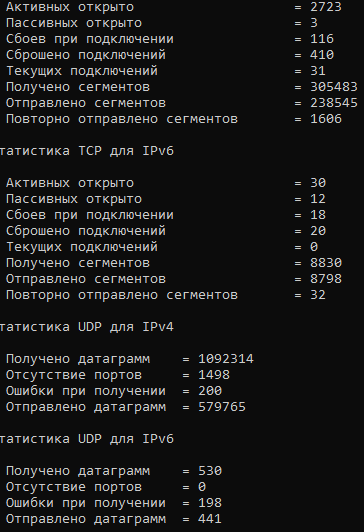 Активных открыто = 2723
Пассивных открыто = 3
Сбоев при подключении = 116
Сброшено подключений = 410
Текущих подключений = 31
Получено сегментов = 305483
Отправлено сегментов = 238545
Повторно отправлено сегментов = 1606
татистика TCP для IPv6
Активных открыто = 30
Пассивных открыто = 12
Сбоев при подключении = 18
Сброшено подключений = 20
Текущих подключений = 0
Получено сегментов = 8830
Отправлено сегментов = 8798
Повторно отправлено сегментов = 32
татистика UDP для IPv4
Получено датаграмм = 1092314
Отсутствие портов = 1498
Ошибки при получении = 200
Отправлено датаграмм = 579765
татистика UDP для IPv6
Получено датаграмм = 530
Отсутствие портов = 0
Ошибки при получении = 198
Отправлено датаграмм = 441